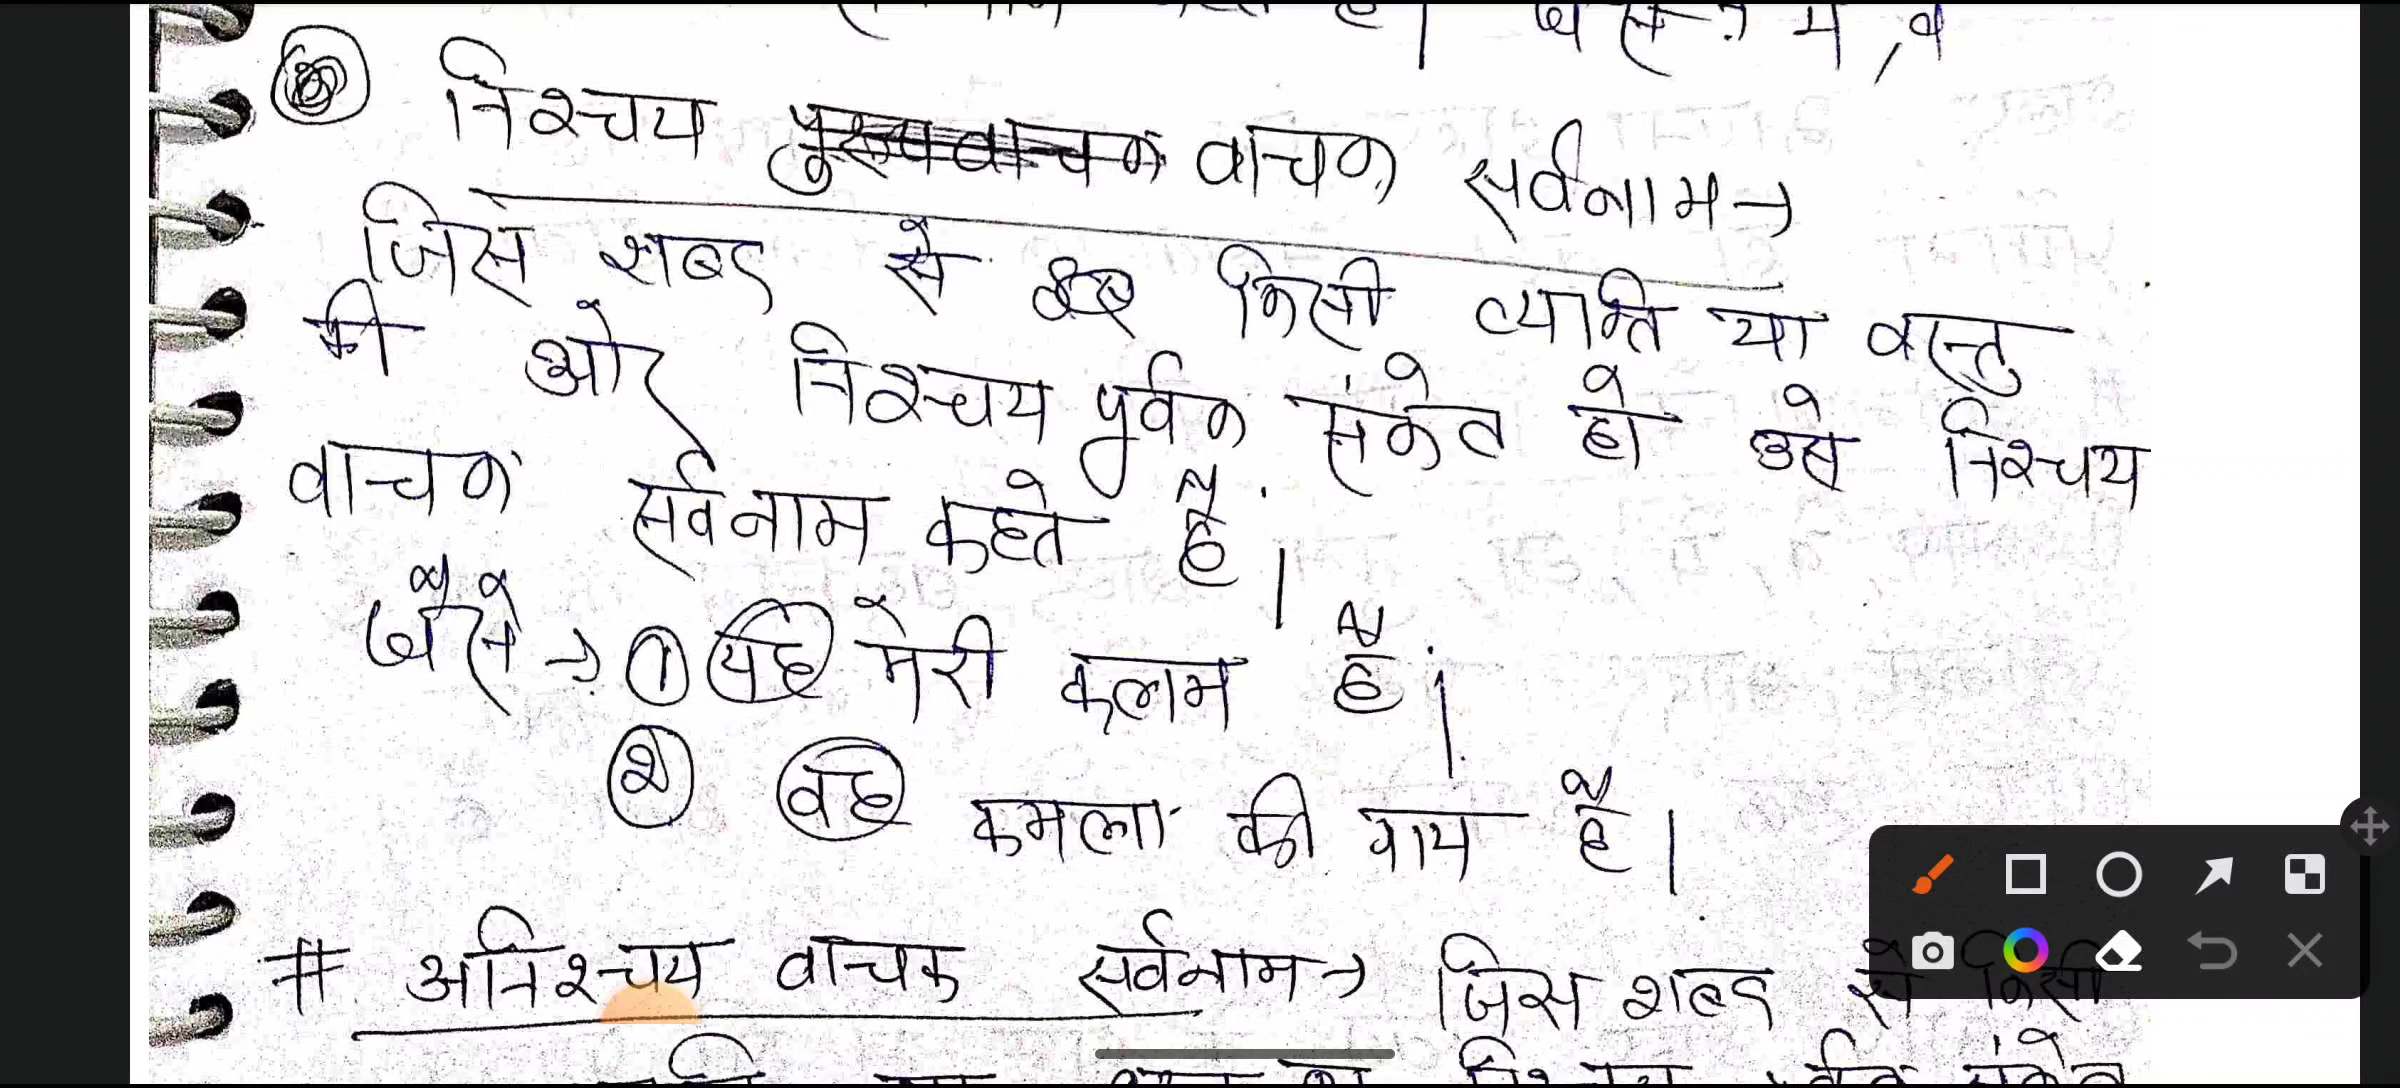 जैसे → मैं, व
निश्चय वाचक सर्वनाम →
जिस शब्द से किसी व्यक्ति या वस्तु
की ओर निश्चय पूर्वक संकेत हो उसे निश्चय
वाचक सर्वनाम कहते हैं।
जैसे → ① यह मेरी कलम है।
② वह कमला की गाय है।
# अनिश्चय वाचक सर्वनाम → जिस शब्द से किसी